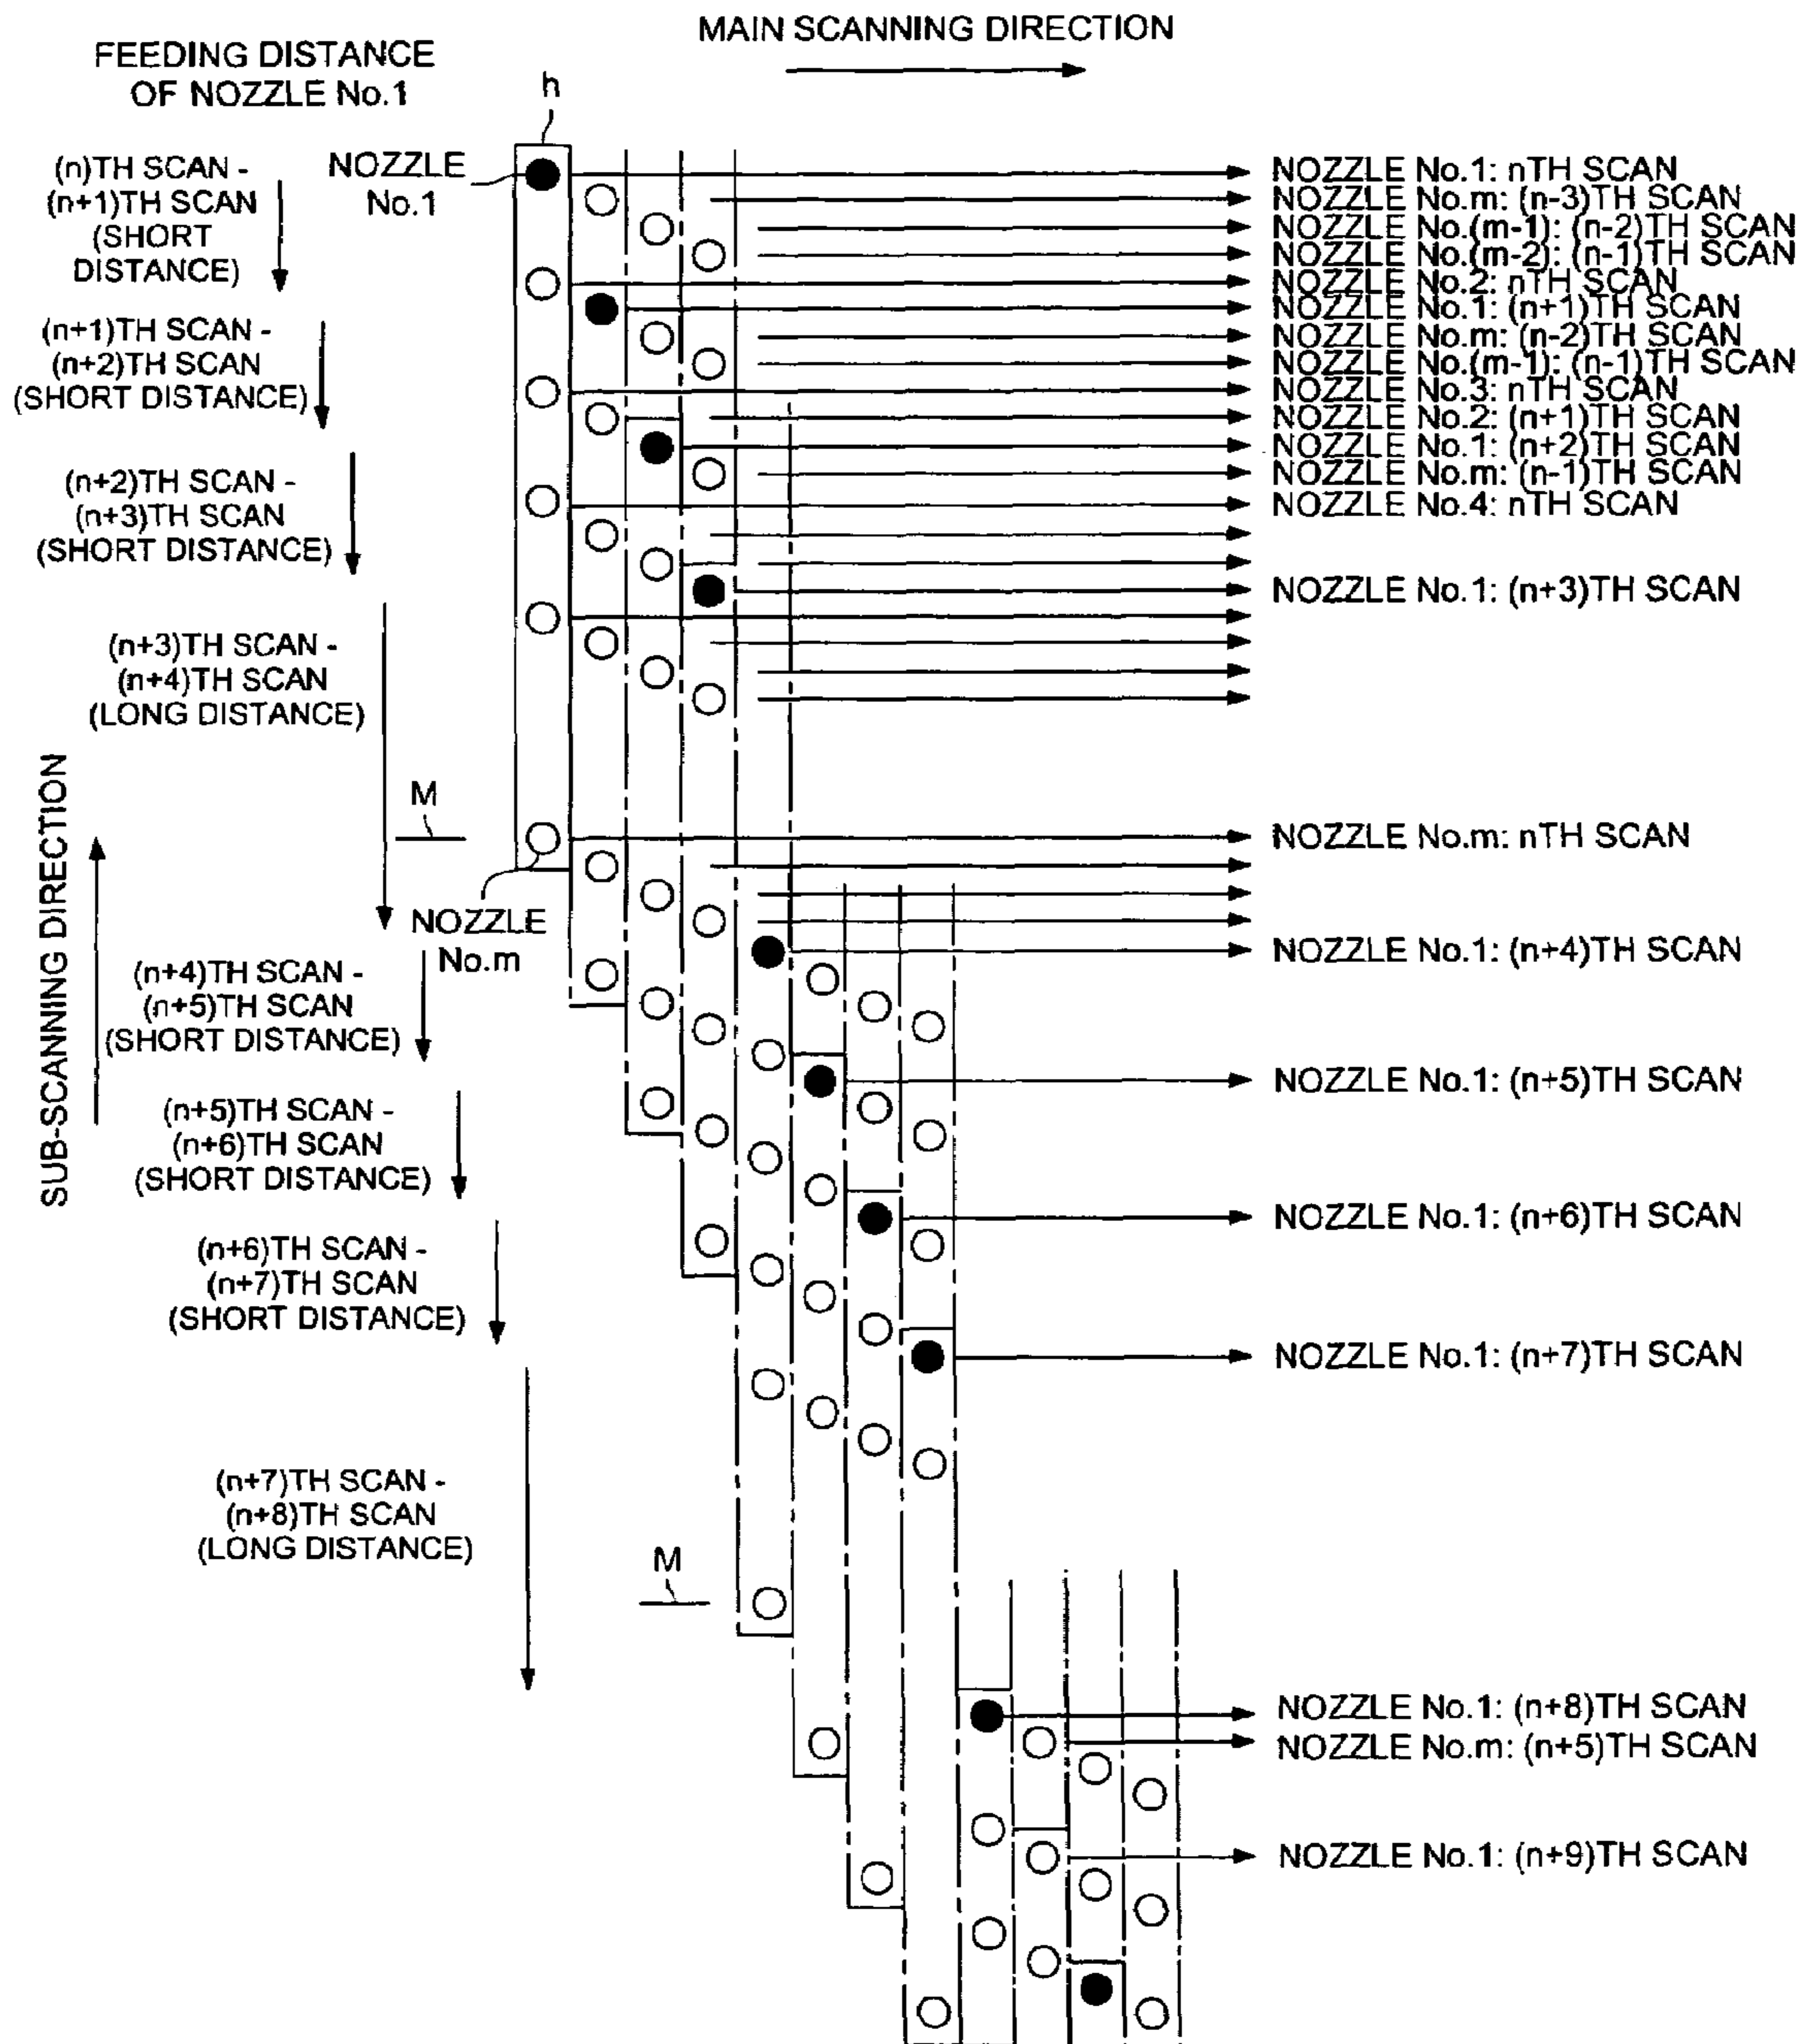 MAIN SCANNING DIRECTION
FEEDING DISTANCE
OF NOZZLE No.1
h
(n)TH SCAN -
(n+1)TH SCAN
(SHORT
DISTANCE)
NOZZLE
No.1
(n+1)TH SCAN -
(n+2)TH SCAN
(SHORT DISTANCE)
(n+2)TH SCAN -
(n+3)TH SCAN
(SHORT DISTANCE)
(n+3)TH SCAN -
(n+4)TH SCAN
(LONG DISTANCE)
SUB-SCANNING DIRECTION
M
NOZZLE
No.m
(n+4)TH SCAN -
(n+5)TH SCAN
(SHORT DISTANCE)
(n+5)TH SCAN -
(n+6)TH SCAN
(SHORT DISTANCE)
(n+6)TH SCAN -
(n+7)TH SCAN
(SHORT DISTANCE)
(n+7)TH SCAN -
(n+8)TH SCAN
(LONG DISTANCE)
M
NOZZLE No.1: nTH SCAN
NOZZLE No.m: (n-3)TH SCAN
NOZZLE No.(m-1): (n-2)TH SCAN
NOZZLE No.(m-2): (n-1)TH SCAN
NOZZLE No.2: nTH SCAN
NOZZLE No.1: (n+1)TH SCAN
NOZZLE No.m: (n-2)TH SCAN
NOZZLE No.(m-1): (n-1)TH SCAN
NOZZLE No.3: nTH SCAN
NOZZLE No.2: (n+1)TH SCAN
NOZZLE No.1: (n+2)TH SCAN
NOZZLE No.m: (n-1)TH SCAN
NOZZLE No.4: nTH SCAN
NOZZLE No.1: (n+3)TH SCAN
NOZZLE No.m: nTH SCAN
NOZZLE No.1: (n+4)TH SCAN
NOZZLE No.1: (n+5)TH SCAN
NOZZLE No.1: (n+6)TH SCAN
NOZZLE No.1: (n+7)TH SCAN
NOZZLE No.1: (n+8)TH SCAN
NOZZLE No.m: (n+5)TH SCAN
NOZZLE No.1: (n+9)TH SCAN